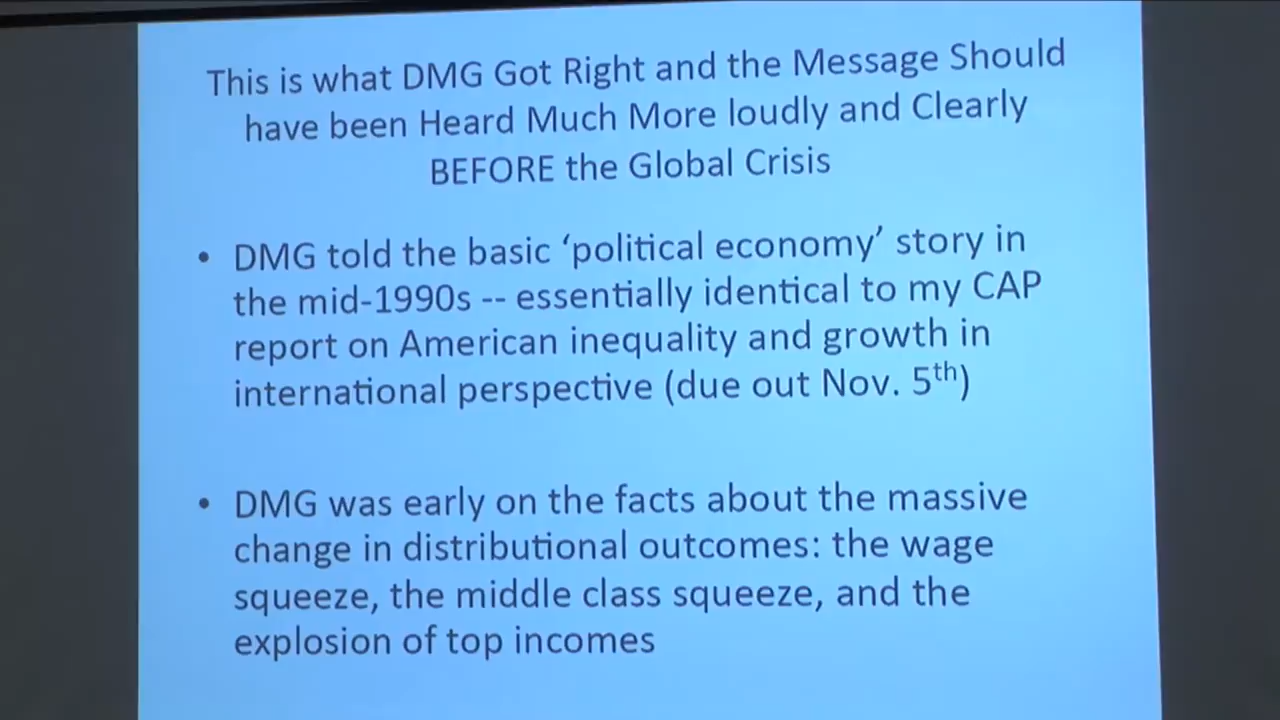 This is what DMG Got Right and the Message Should
have been Heard Much More loudly and Clearly
BEFORE the Global Crisis
• DMG told the basic ‘political economy’ story in
the mid-1990s -- essentially identical to my CAP
report on American inequality and growth in
international perspective (due out Nov. 5th)
• DMG was early on the facts about the massive
change in distributional outcomes: the wage
squeeze, the middle class squeeze, and the
explosion of top incomes